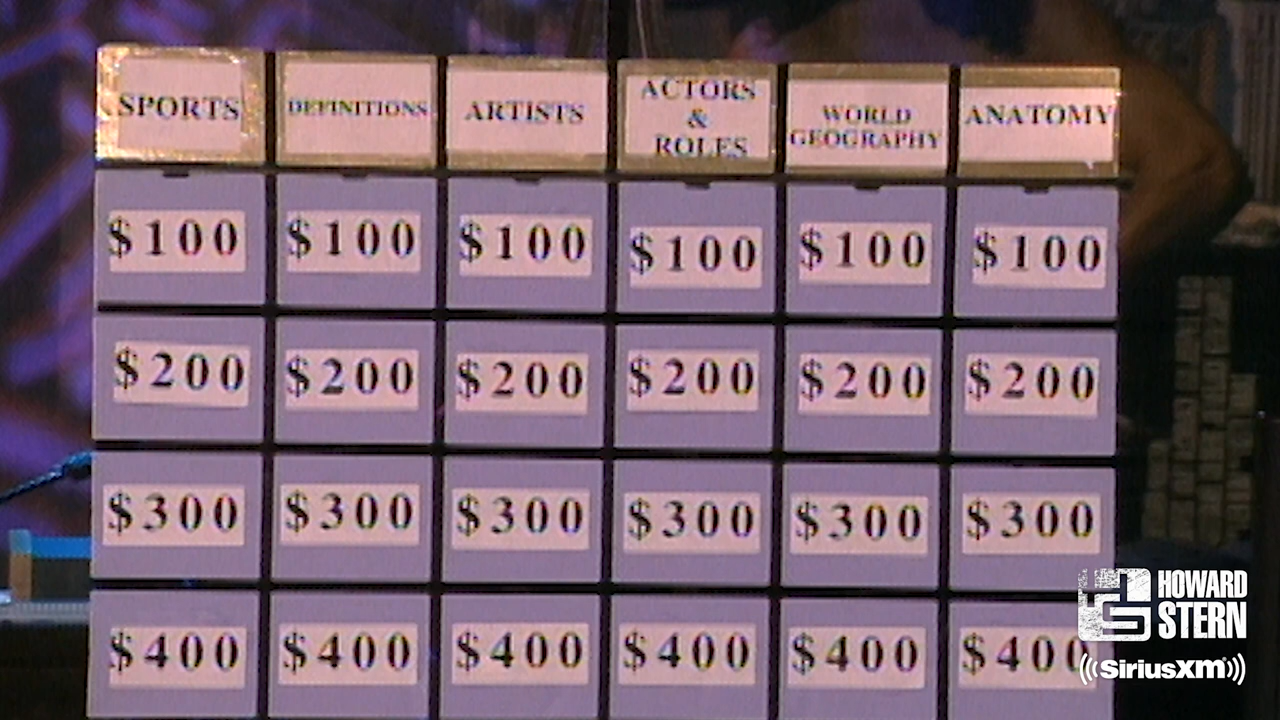 SPORTS
DEFINITIONS
ARTISTS
ACTORS
&
ROLES
WORLD
GEOGRAPHY
ANATOMY
$100 $100 $100 $100 $100 $100
$200 $200 $200 $200 $200 $200
$300 $300 $300 $300 $300 $300
$400 $400 $400 $400 $400 $400
HOWARD
STERN
SiriusXM